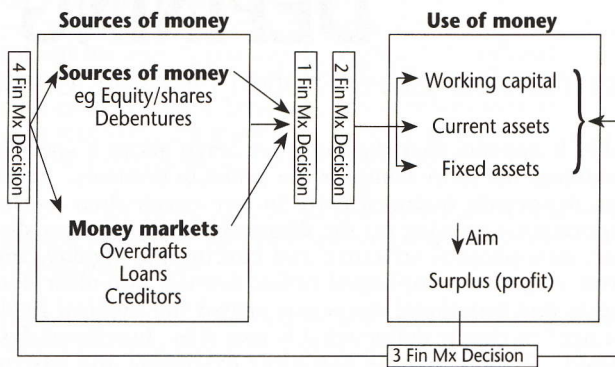 Sources of money
Use of money
4 Fin Mx Decision
Sources of money
eg Equity/shares
Debentures
Money markets
Overdrafts
Loans
Creditors
1 Fin Mx Decision
2 Fin Mx Decision
Working capital
Current assets
Fixed assets
Aim
Surplus (profit)
3 Fin Mx Decision